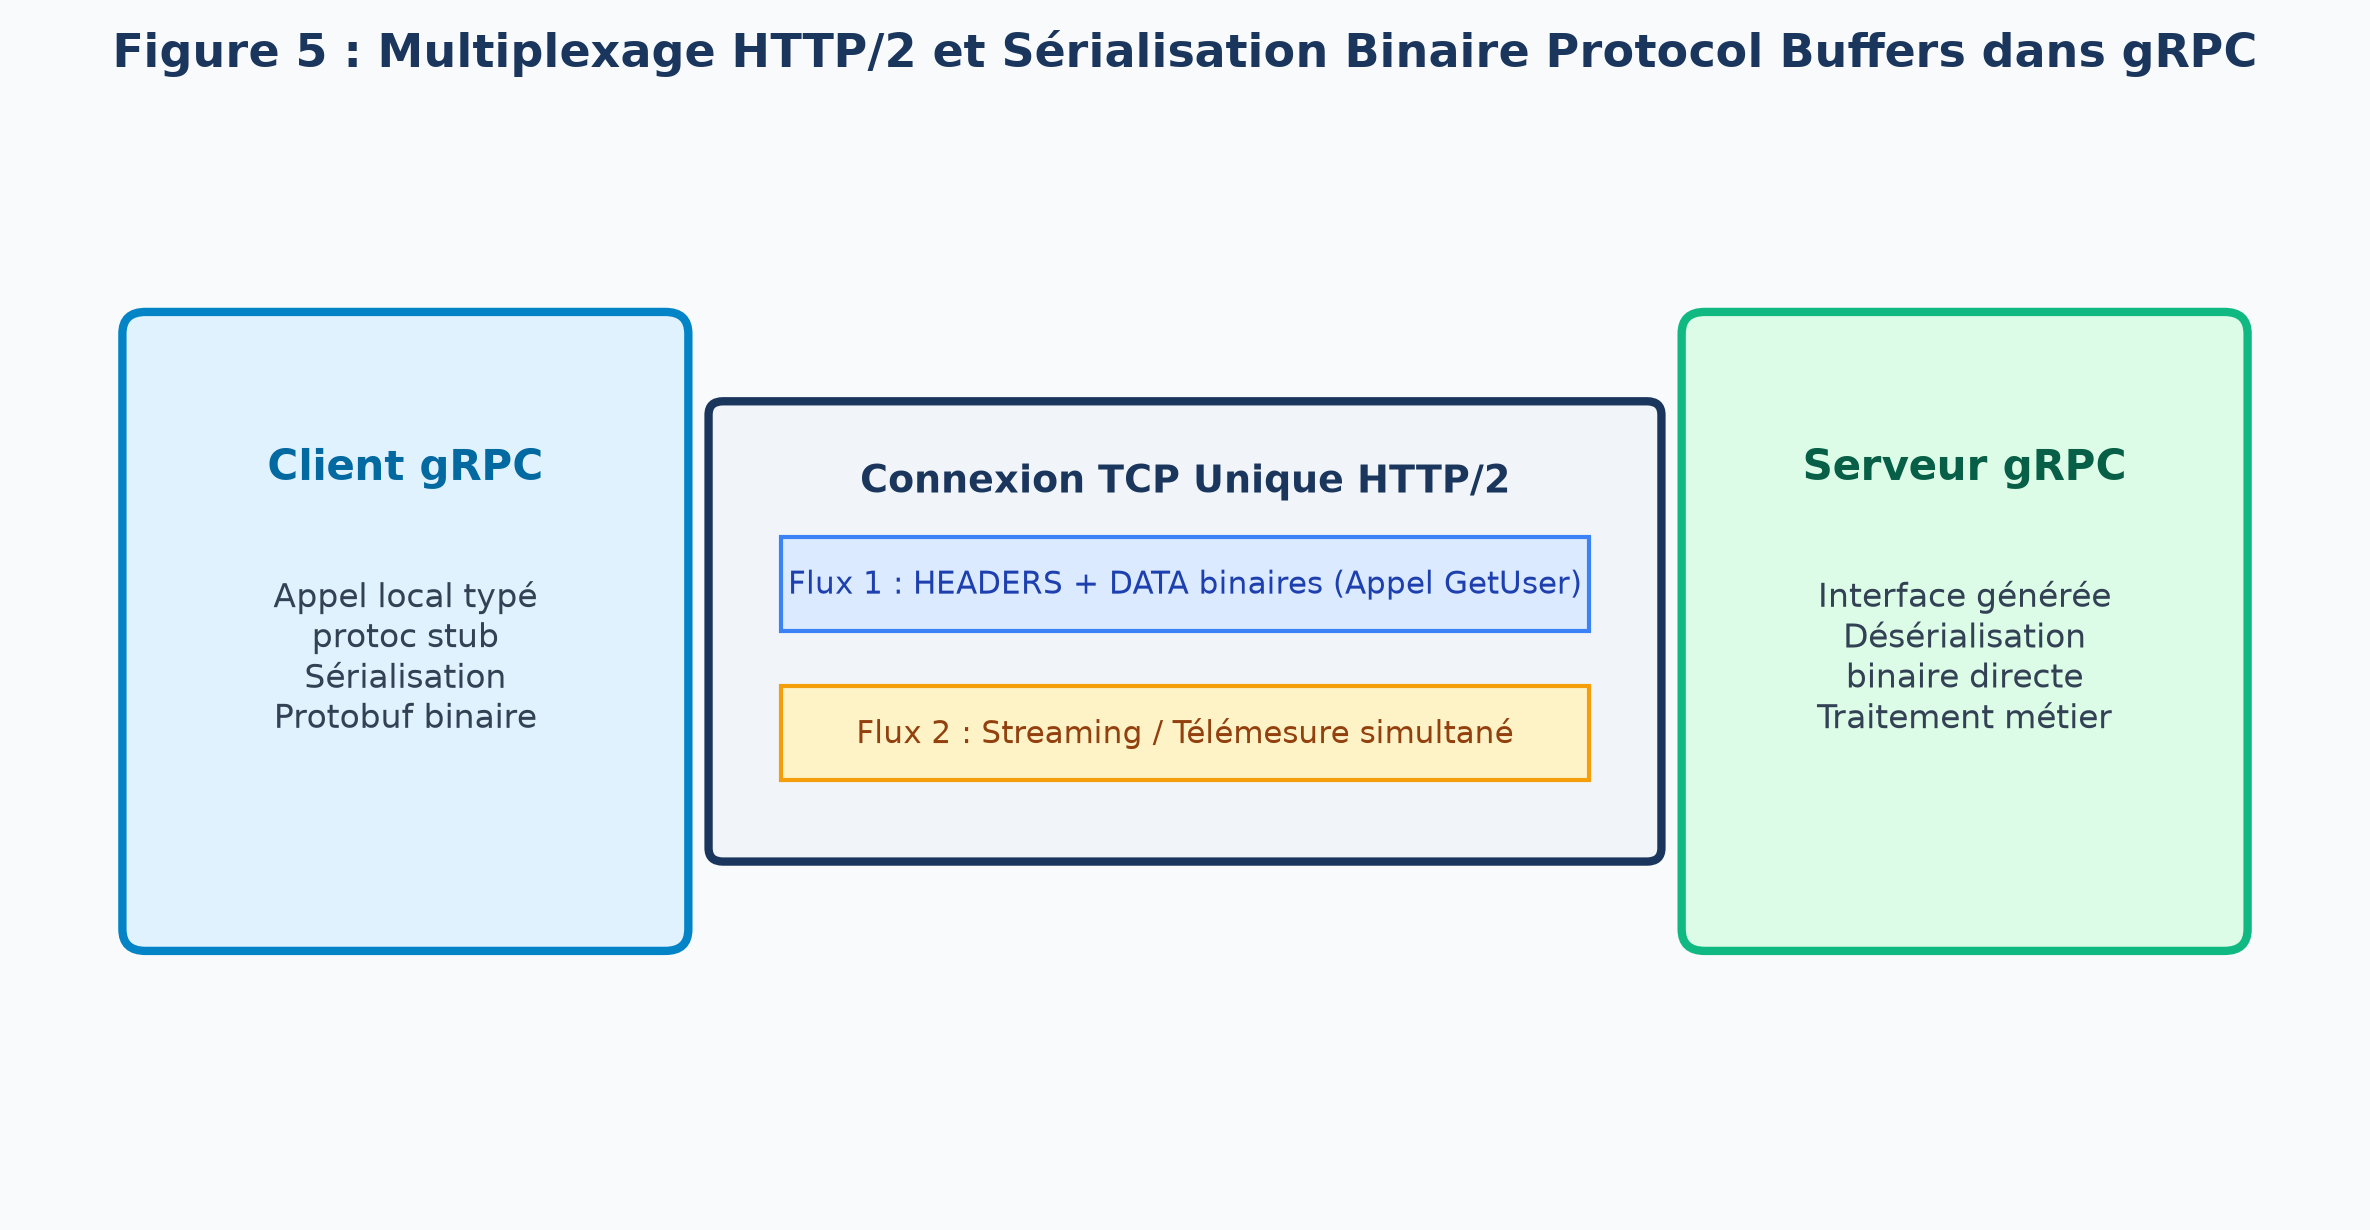 Figure 5 : Multiplexage HTTP/2 et Sérialisation Binaire Protocol Buffers dans gRPC
Client gRPC
Appel local typé
protoc stub
Sérialisation
Protobuf binaire
Connexion TCP Unique HTTP/2
Flux 1 : HEADERS + DATA binaires (Appel GetUser)
Flux 2 : Streaming / Télémesure simultané
Serveur gRPC
Interface générée
Désérialisation
binaire directe
Traitement métier